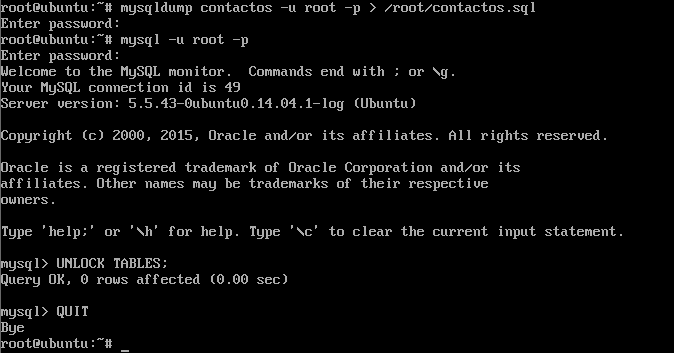 root@ubuntu:~# mysqldump contactos -u root -p > /root/contactos.sql
Enter password:
root@ubuntu:~# mysql -u root -p
Enter password:
Welcome to the MySQL monitor.  Commands end with ; or \g.
Your MySQL connection id is 49
Server version: 5.5.43-0ubuntu0.14.04.1-log (Ubuntu)
Copyright (c) 2000, 2015, Oracle and/or its affiliates. All rights reserved.
Oracle is a registered trademark of Oracle Corporation and/or its
affiliates. Other names may be trademarks of their respective
owners.
Type 'help;' or '\h' for help. Type '\c' to clear the current input statement.
mysql> UNLOCK TABLES;
Query OK, 0 rows affected (0.00 sec)
mysql> QUIT
Bye
root@ubuntu:~# _